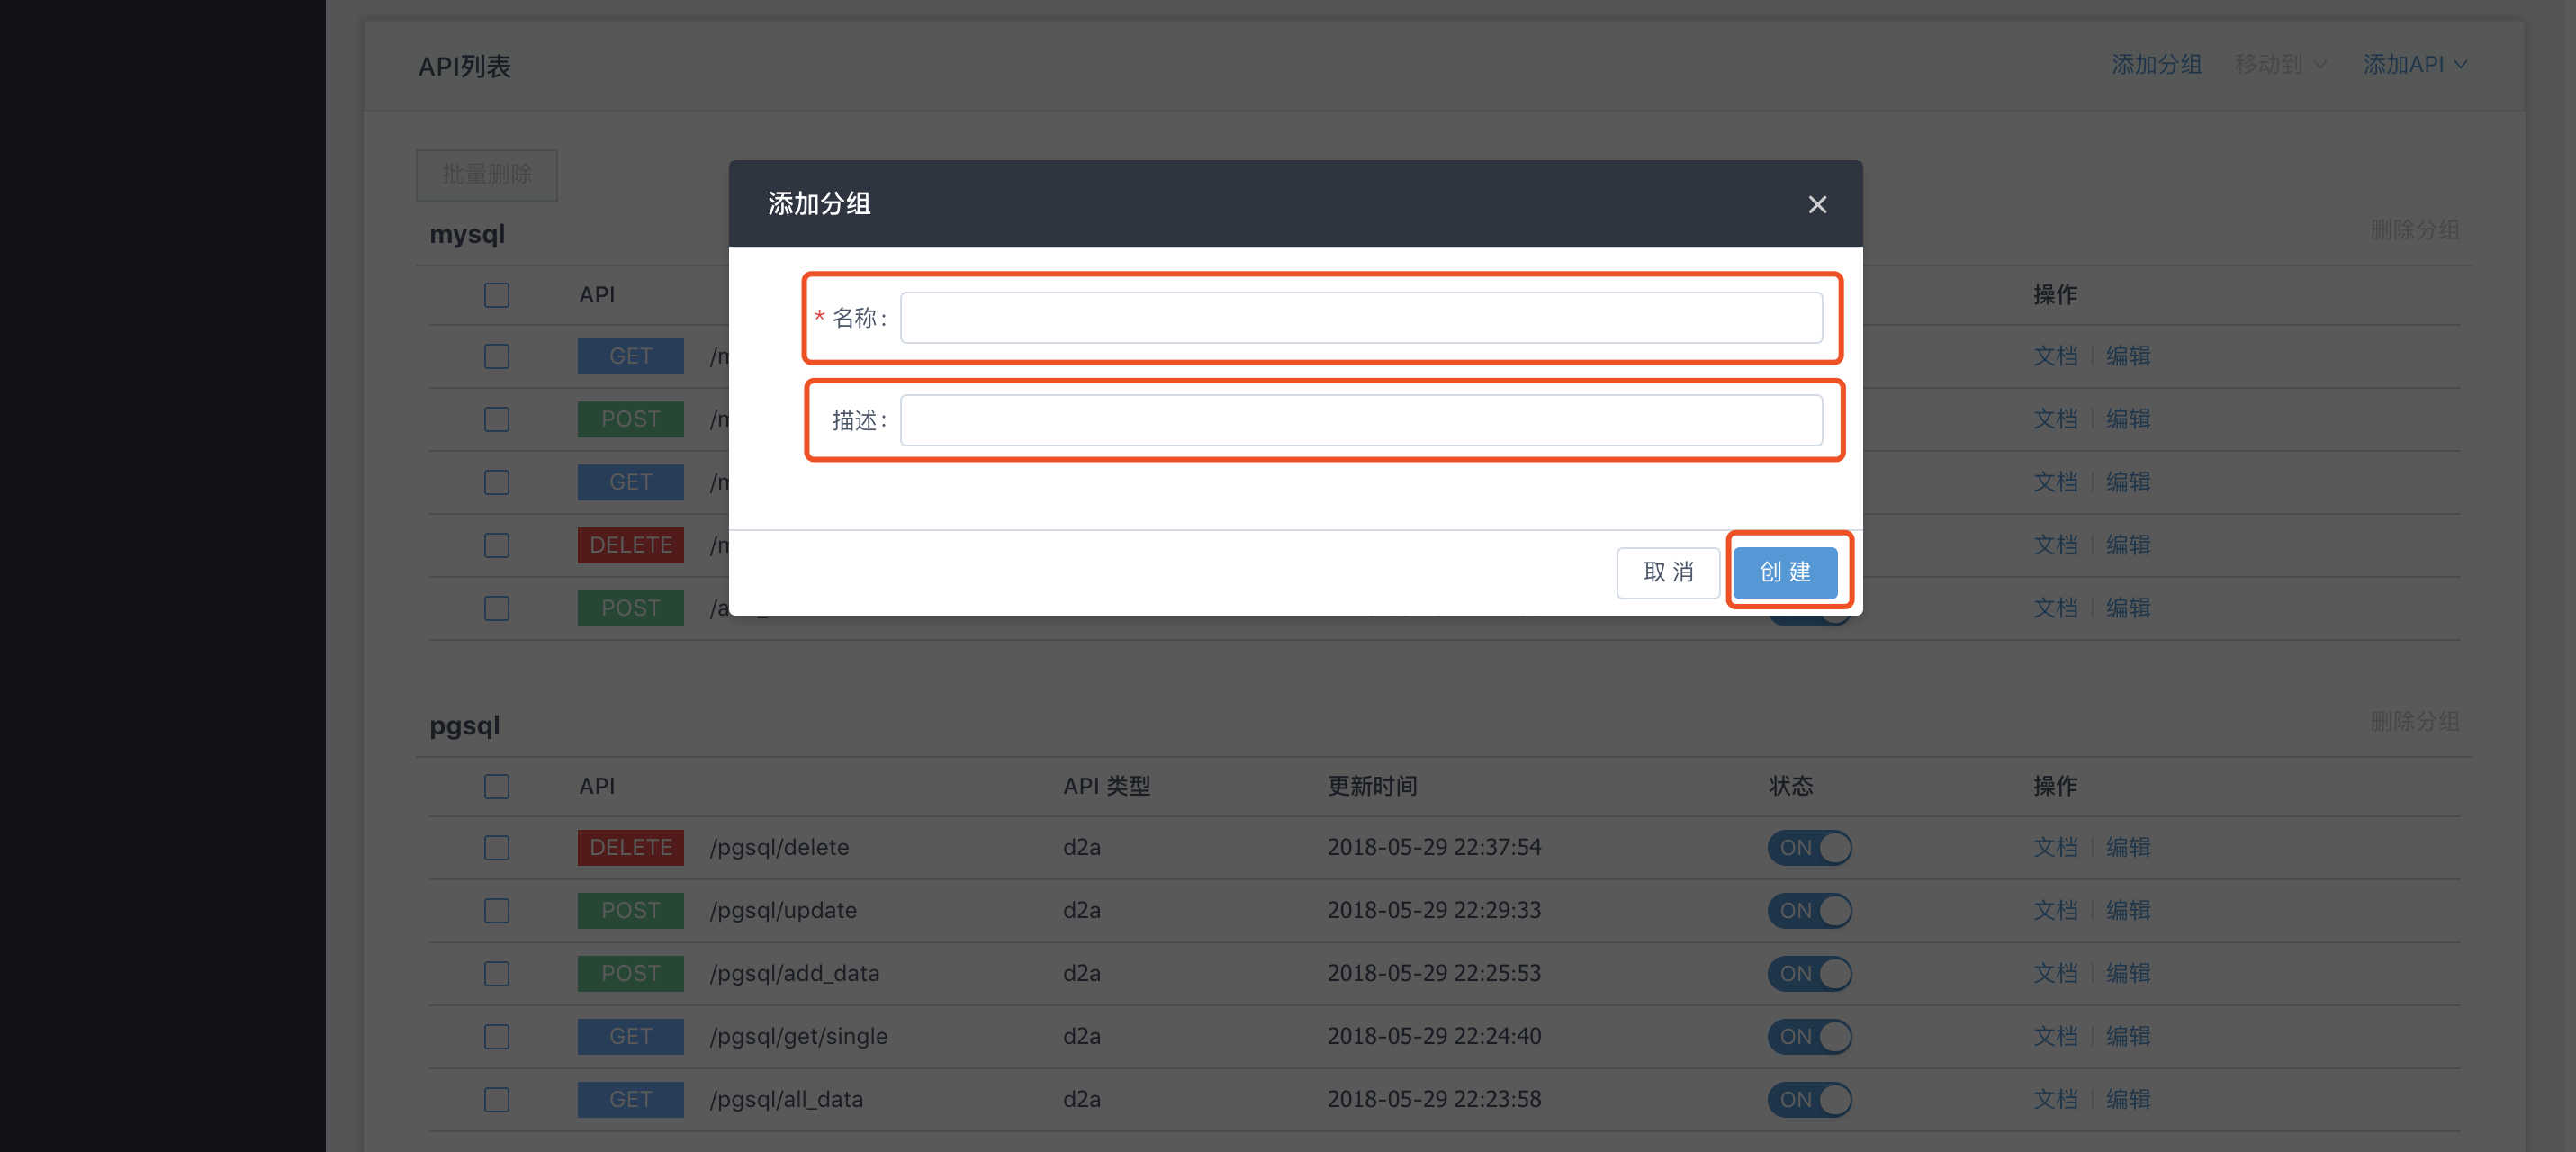 API列表
添加分组 移动到 添加API
批量删除
添加分组
mysql
删除分组
* 名称:
API
操作
GET
文档 | 编辑
描述:
POST
文档 | 编辑
GET
文档 | 编辑
DELETE
文档 | 编辑
取 消 创 建
POST
文档 | 编辑
pgsql
删除分组
API API 类型 更新时间 状态 操作
DELETE /pgsql/delete d2a 2018-05-29 22:37:54 ON 文档 | 编辑
POST /pgsql/update d2a 2018-05-29 22:29:33 ON 文档 | 编辑
POST /pgsql/add_data d2a 2018-05-29 22:25:53 ON 文档 | 编辑
GET /pgsql/get/single d2a 2018-05-29 22:24:40 ON 文档 | 编辑
GET /pgsql/all_data d2a 2018-05-29 22:23:58 ON 文档 | 编辑